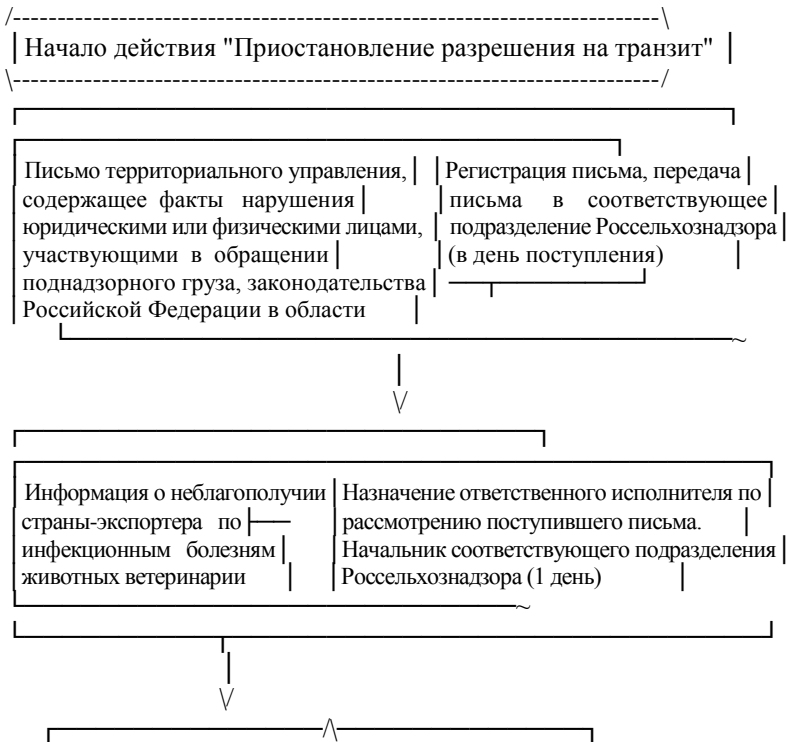 Начало действия "Приостановление разрешения на транзит"
Письмо территориального управления, Регистрация письма, передача
содержащее факты нарушения письма в соответствующее
юридическими или физическими лицами, подразделение Россельхознадзора
участвующими в обращении (в день поступления)
поднадзорного груза, законодательства
Российской Федерации в области
Информация о неблагополучии Назначение ответственного исполнителя по
страны-экспортера по рассмотрению поступившего письма.
инфекционным болезням Начальник соответствующего подразделения
животных ветеринарии Россельхознадзора (1 день)